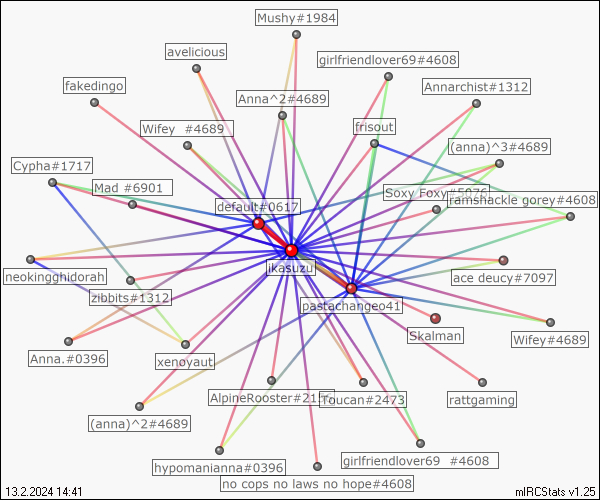 Mushy#1984
avelicious
girlfriendlover69#4608
fakedingo
Annarchist#1312
Anna^2#4689
Wifey #4689
frisout
(anna)^3#4689
Cypha#1717
Mad #6901
Soxy Foxy#5076
ramshackle gorey#4608
default#0617
neokingghidorah
jkasuzu
ace deucy#7097
zibbits#1312
pastachangeo41
Skalman
Wifey#4689
Anna.#0396
xenoyaut
AlpineRooster#2156
Toucan#2473
rattgaming
(anna)^2#4689
hypomanianna#0396
girlfriendlover69 #4608
no cops no laws no hope#4608
13.2.2024 14:41
mIRCStats v1.25